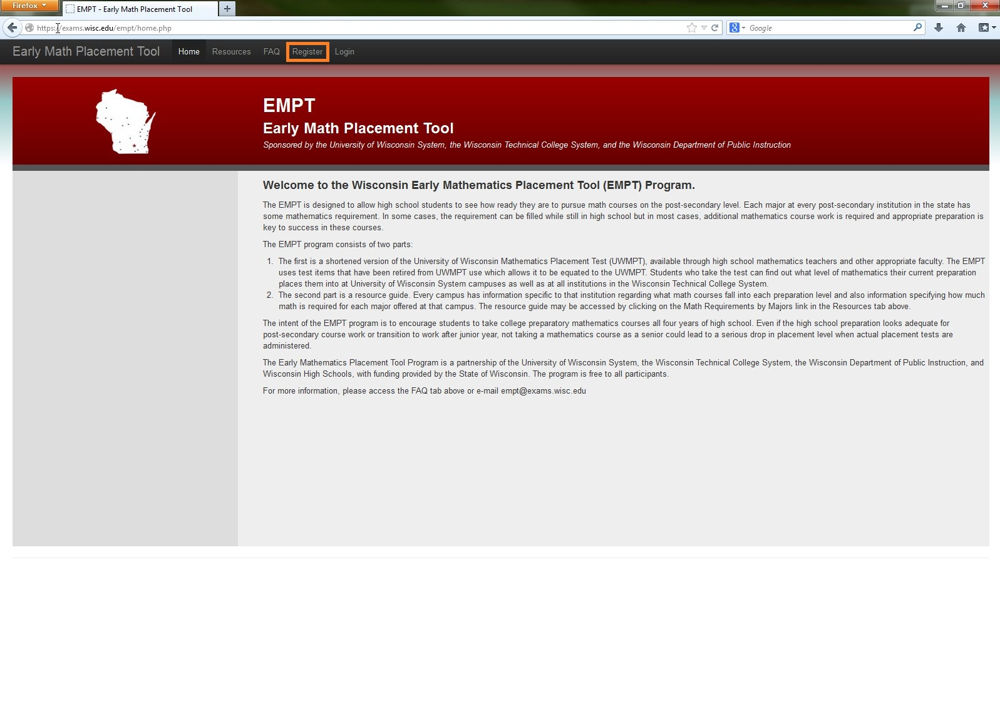 Firefox
EMPT - Early Math Placement Tool
https://exams.wisc.edu/empt/home.php
Google
Early Math Placement Tool Home Resources FAQ Register Login
EMPT
Early Math Placement Tool
Sponsored by the University of Wisconsin System, the Wisconsin Technical College System, and the Wisconsin Department of Public Instruction
Welcome to the Wisconsin Early Mathematics Placement Tool (EMPT) Program.
The EMPT is designed to allow high school students to see how ready they are to pursue math courses on the post-secondary level. Each major at every post-secondary institution in the state has
some mathematics requirement. In some cases, the requirement can be filled while still in high school but in most cases, additional mathematics course work is required and appropriate preparation is
key to success in these courses.
The EMPT program consists of two parts:
1. The first is a shortened version of the University of Wisconsin Mathematics Placement Test (UWMPT), available through high school mathematics teachers and other appropriate faculty. The EMPT
uses test items that have been retired from UWMPT use which allows it to be equated to the UWMPT. Students who take the test can find out what level of mathematics their current preparation
places them into at University of Wisconsin System campuses as well as at all institutions in the Wisconsin Technical College System.
2. The second part is a resource guide. Every campus has information specific to that institution regarding what math courses fall into each preparation level and also information specifying how much
math is required for each major offered at that campus. The resource guide may be accessed by clicking on the Math Requirements by Majors link in the Resources tab above.
The intent of the EMPT program is to encourage students to take college preparatory mathematics courses all four years of high school. Even if the high school preparation looks adequate for
post-secondary course work or transition to work after junior year, not taking a mathematics course as a senior could lead to a serious drop in placement level when actual placement tests are
administered.
The Early Mathematics Placement Tool Program is a partnership of the University of Wisconsin System, the Wisconsin Technical College System, the Wisconsin Department of Public Instruction, and
Wisconsin High Schools, with funding provided by the State of Wisconsin. The program is free to all participants.
For more information, please access the FAQ tab above or e-mail empt@exams.wisc.edu